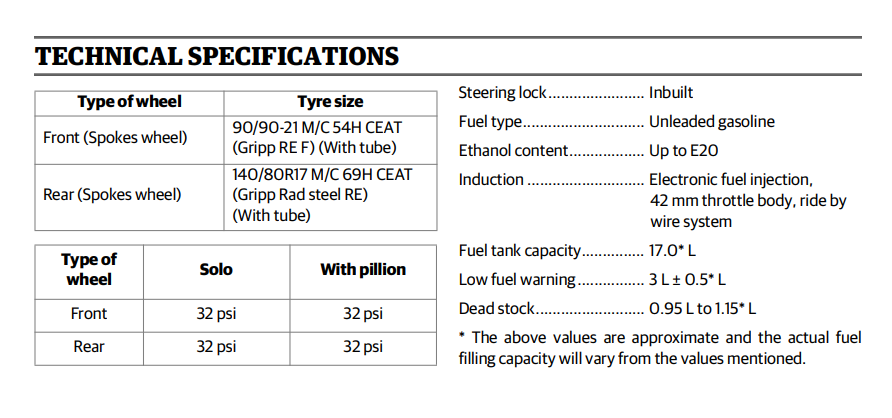 TECHNICAL SPECIFICATIONS
Type of wheel Tyre size
Front (Spokes wheel) 90/90-21 M/C 54H CEAT
(Gripp RE F) (With tube)
Rear (Spokes wheel) 140/80R17 M/C 69H CEAT
(Gripp Rad steel RE)
(With tube)
Type of
wheel Solo With pillion
Front 32 psi 32 psi
Rear 32 psi 32 psi
Steering lock....................... Inbuilt
Fuel type............................. Unleaded gasoline
Ethanol content.................. Up to E20
Induction ............................ Electronic fuel injection,
42 mm throttle body, ride by
wire system
Fuel tank capacity............... 17.0* L
Low fuel warning................ 3 L ± 0.5* L
Dead stock.......................... 0.95 L to 1.15* L
* The above values are approximate and the actual fuel
filling capacity will vary from the values mentioned.